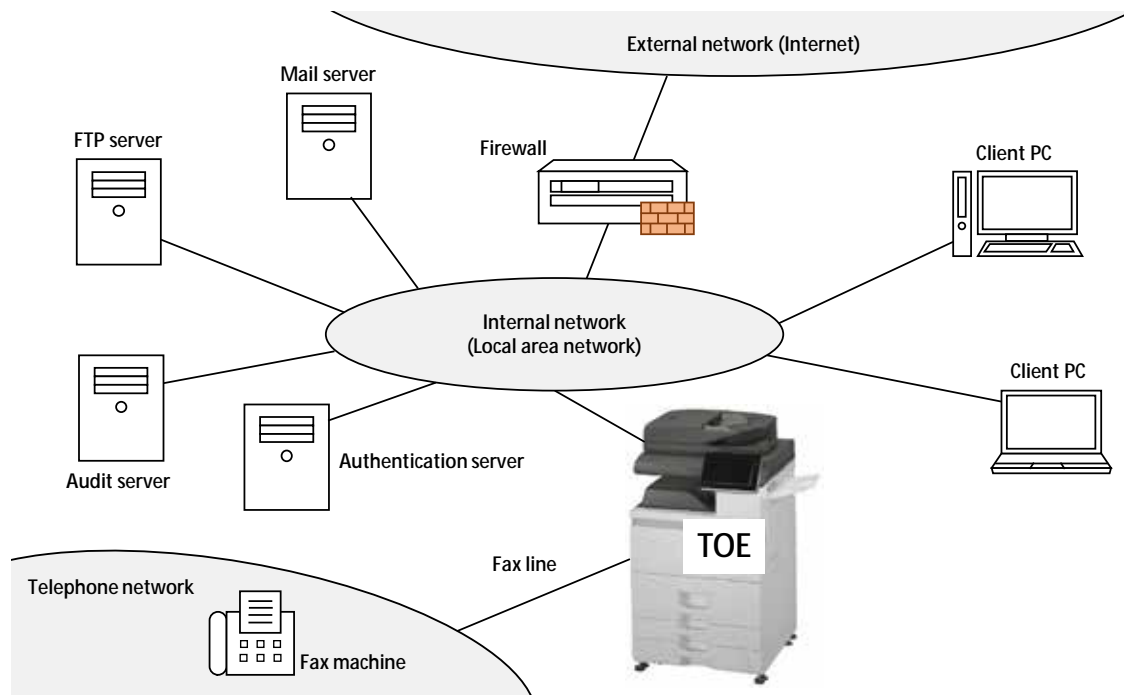 External network (Internet)
Mail server
FTP server
Firewall
Client PC
Internal network
(Local area network)
Client PC
Audit server
Authentication server
TOE
Fax line
Telephone network
Fax machine